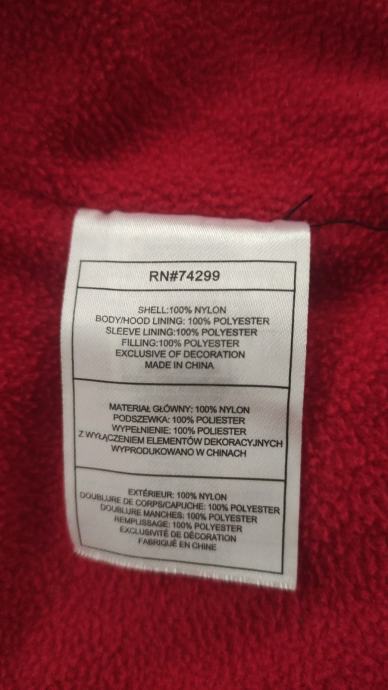 RN#74299
SHELL:100% NYLON
BODY/HOOD LINING: 100% POLYESTER
SLEEVE LINING: 100% POLYESTER
FILLING:100% POLYESTER
EXCLUSIVE OF DECORATION
MADE IN CHINA
MATERIAŁ GŁÓWNY: 100% NYLON
PODSZEWKA: 100% POLIESTER
WYPEŁNIENIE: 100% POLIESTER
Z WYŁĄCZENIEM ELEMENTÓW DEKORACYJNYCH
WYPRODUKOWANO W CHINACH
EXTÉRIEUR: 100% NYLON
DOUBLURE DE CORPS/CAPUCHE: 100% POLYESTER
DOUBLURE MANCHES: 100% POLYESTER
REMPLISSAGE: 100% POLYESTER
EXCLUSIVITÉ DE DÉCORATION
FABRIQUÉ EN CHINE